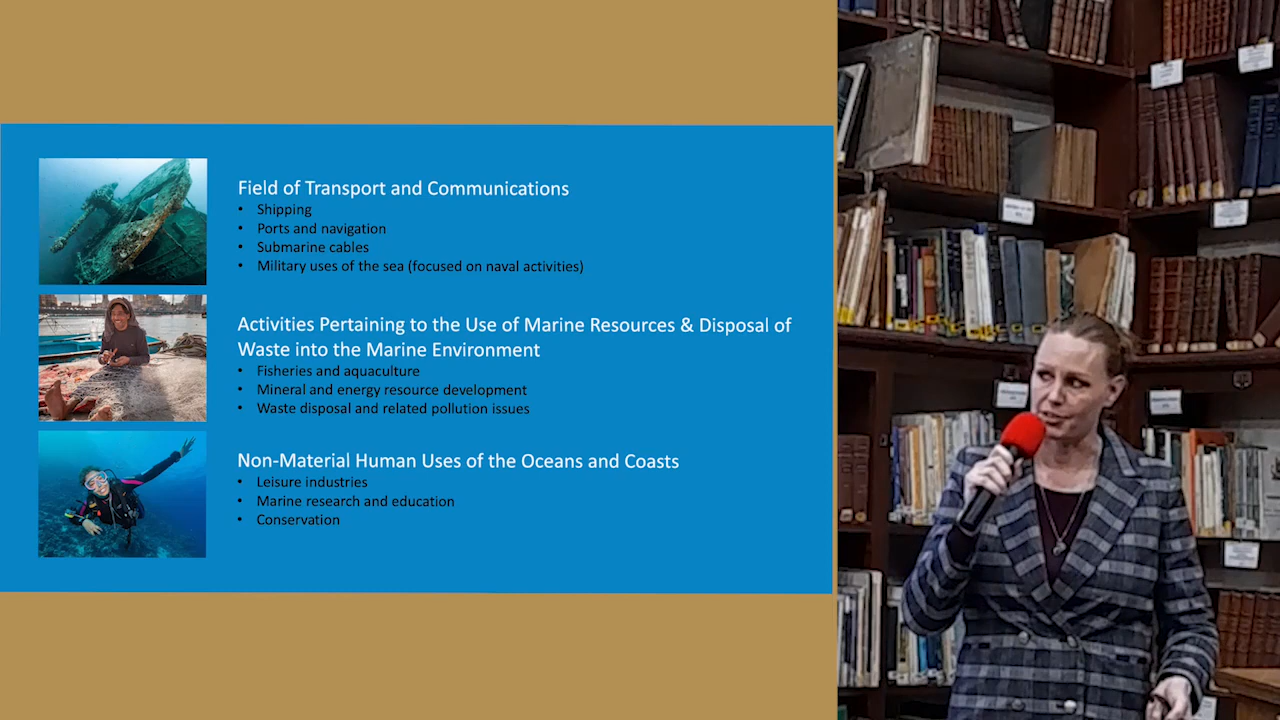 Field of Transport and Communications
• Shipping
• Ports and navigation
• Submarine cables
• Military uses of the sea (focused on naval activities)
Activities Pertaining to the Use of Marine Resources & Disposal of
Waste into the Marine Environment
• Fisheries and aquaculture
• Mineral and energy resource development
• Waste disposal and related pollution issues
Non-Material Human Uses of the Oceans and Coasts
• Leisure industries
• Marine research and education
• Conservation